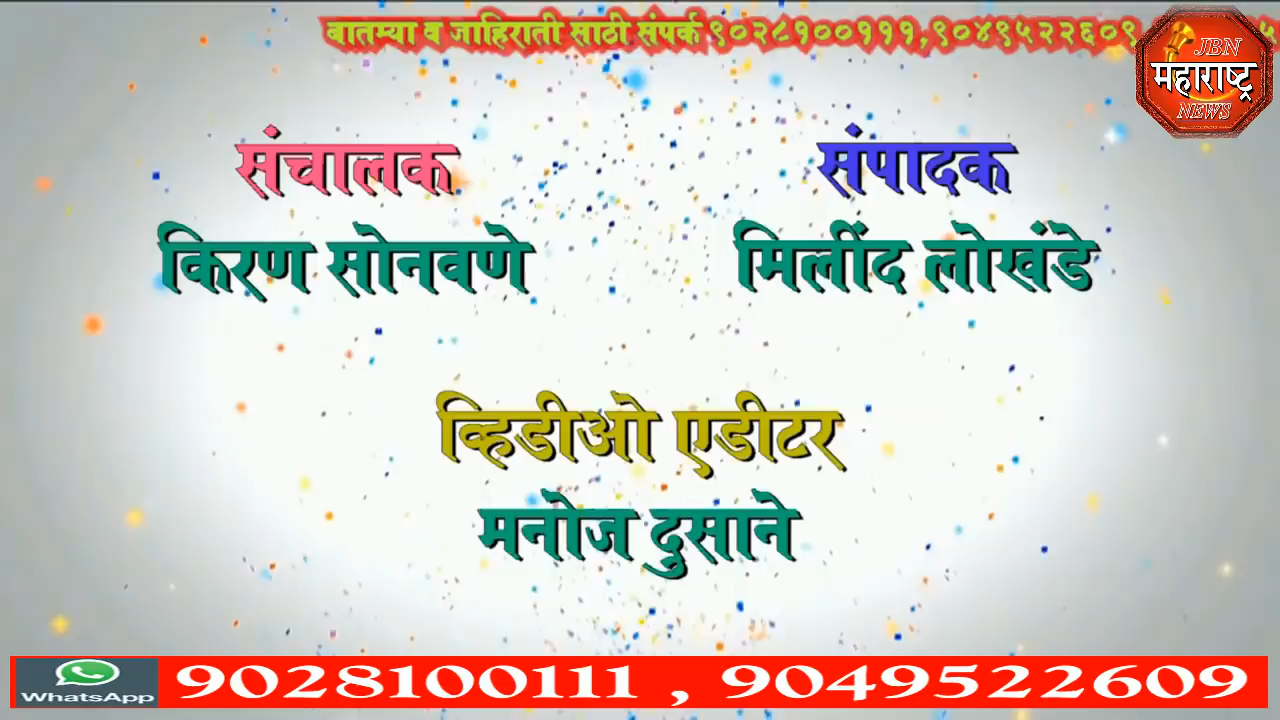 बातम्या व जाहिराती साठी संपर्क ९०२८१००१११,९०४९५२२६०९
JBN
महाराष्ट्र
NEWS
संचालक
किरण सोनवणे
संपादक
मिलींद लोखंडे
व्हिडीओ एडीटर
मनोज दुसाने
WhatsApp 9028100111 , 9049522609